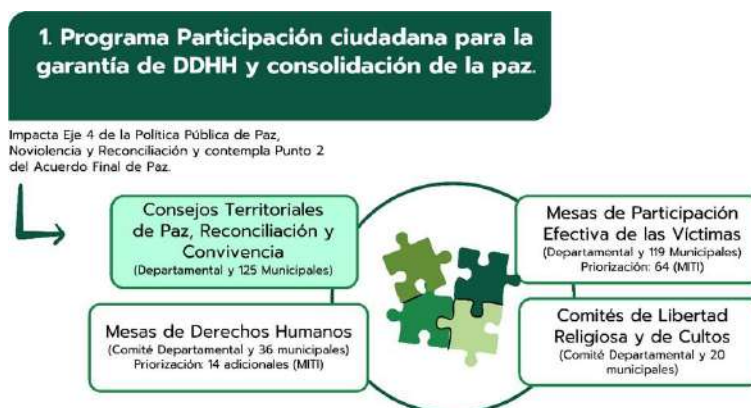 1. Programa Participación ciudadana para la
garantía de DDHH y consolidación de la paz.
Impacta Eje 4 de la Política Pública de Paz,
Noviolencia y Reconciliación y contempla Punto 2
del Acuerdo Final de Paz.
Consejos Territoriales
de Paz, Reconciliación y
Convivencia
(Departamental y 125 Municipales)
Mesas de Participación
Efectiva de las Víctimas
(Departamental y 119 Municipales)
Priorización: 64 (MITI)
Mesas de Derechos Humanos
(Comité Departamental y 36 municipales)
Priorización: 14 adicionales (MITI)
Comités de Libertad
Religiosa y de Cultos
(Comité Departamental y 20
municipales)